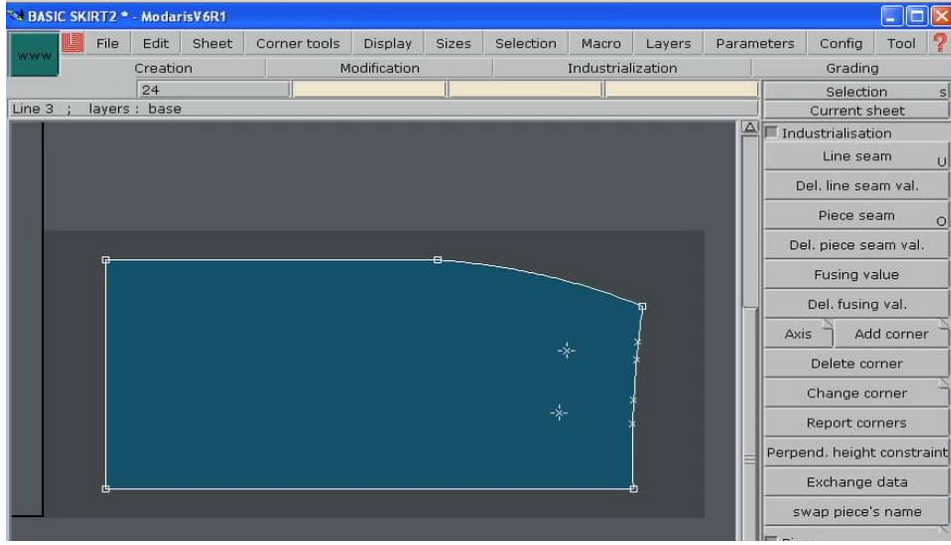 BASIC SKIRT2 * - ModarisV6R1
www File Edit Sheet Corner tools Display Sizes Selection Macro Layers Parameters Config Tool ?
Creation Modification Industrialization Grading
24 Selection s
Line 3 ; layers : base Current sheet
Industrialisation
Line seam U
Del. line seam val.
Piece seam O
Del. piece seam val.
Fusing value
Del. fusing val.
Axis Add corner
Delete corner
Change corner
Report corners
Perpend. height constraint
Exchange data
swap piece's name